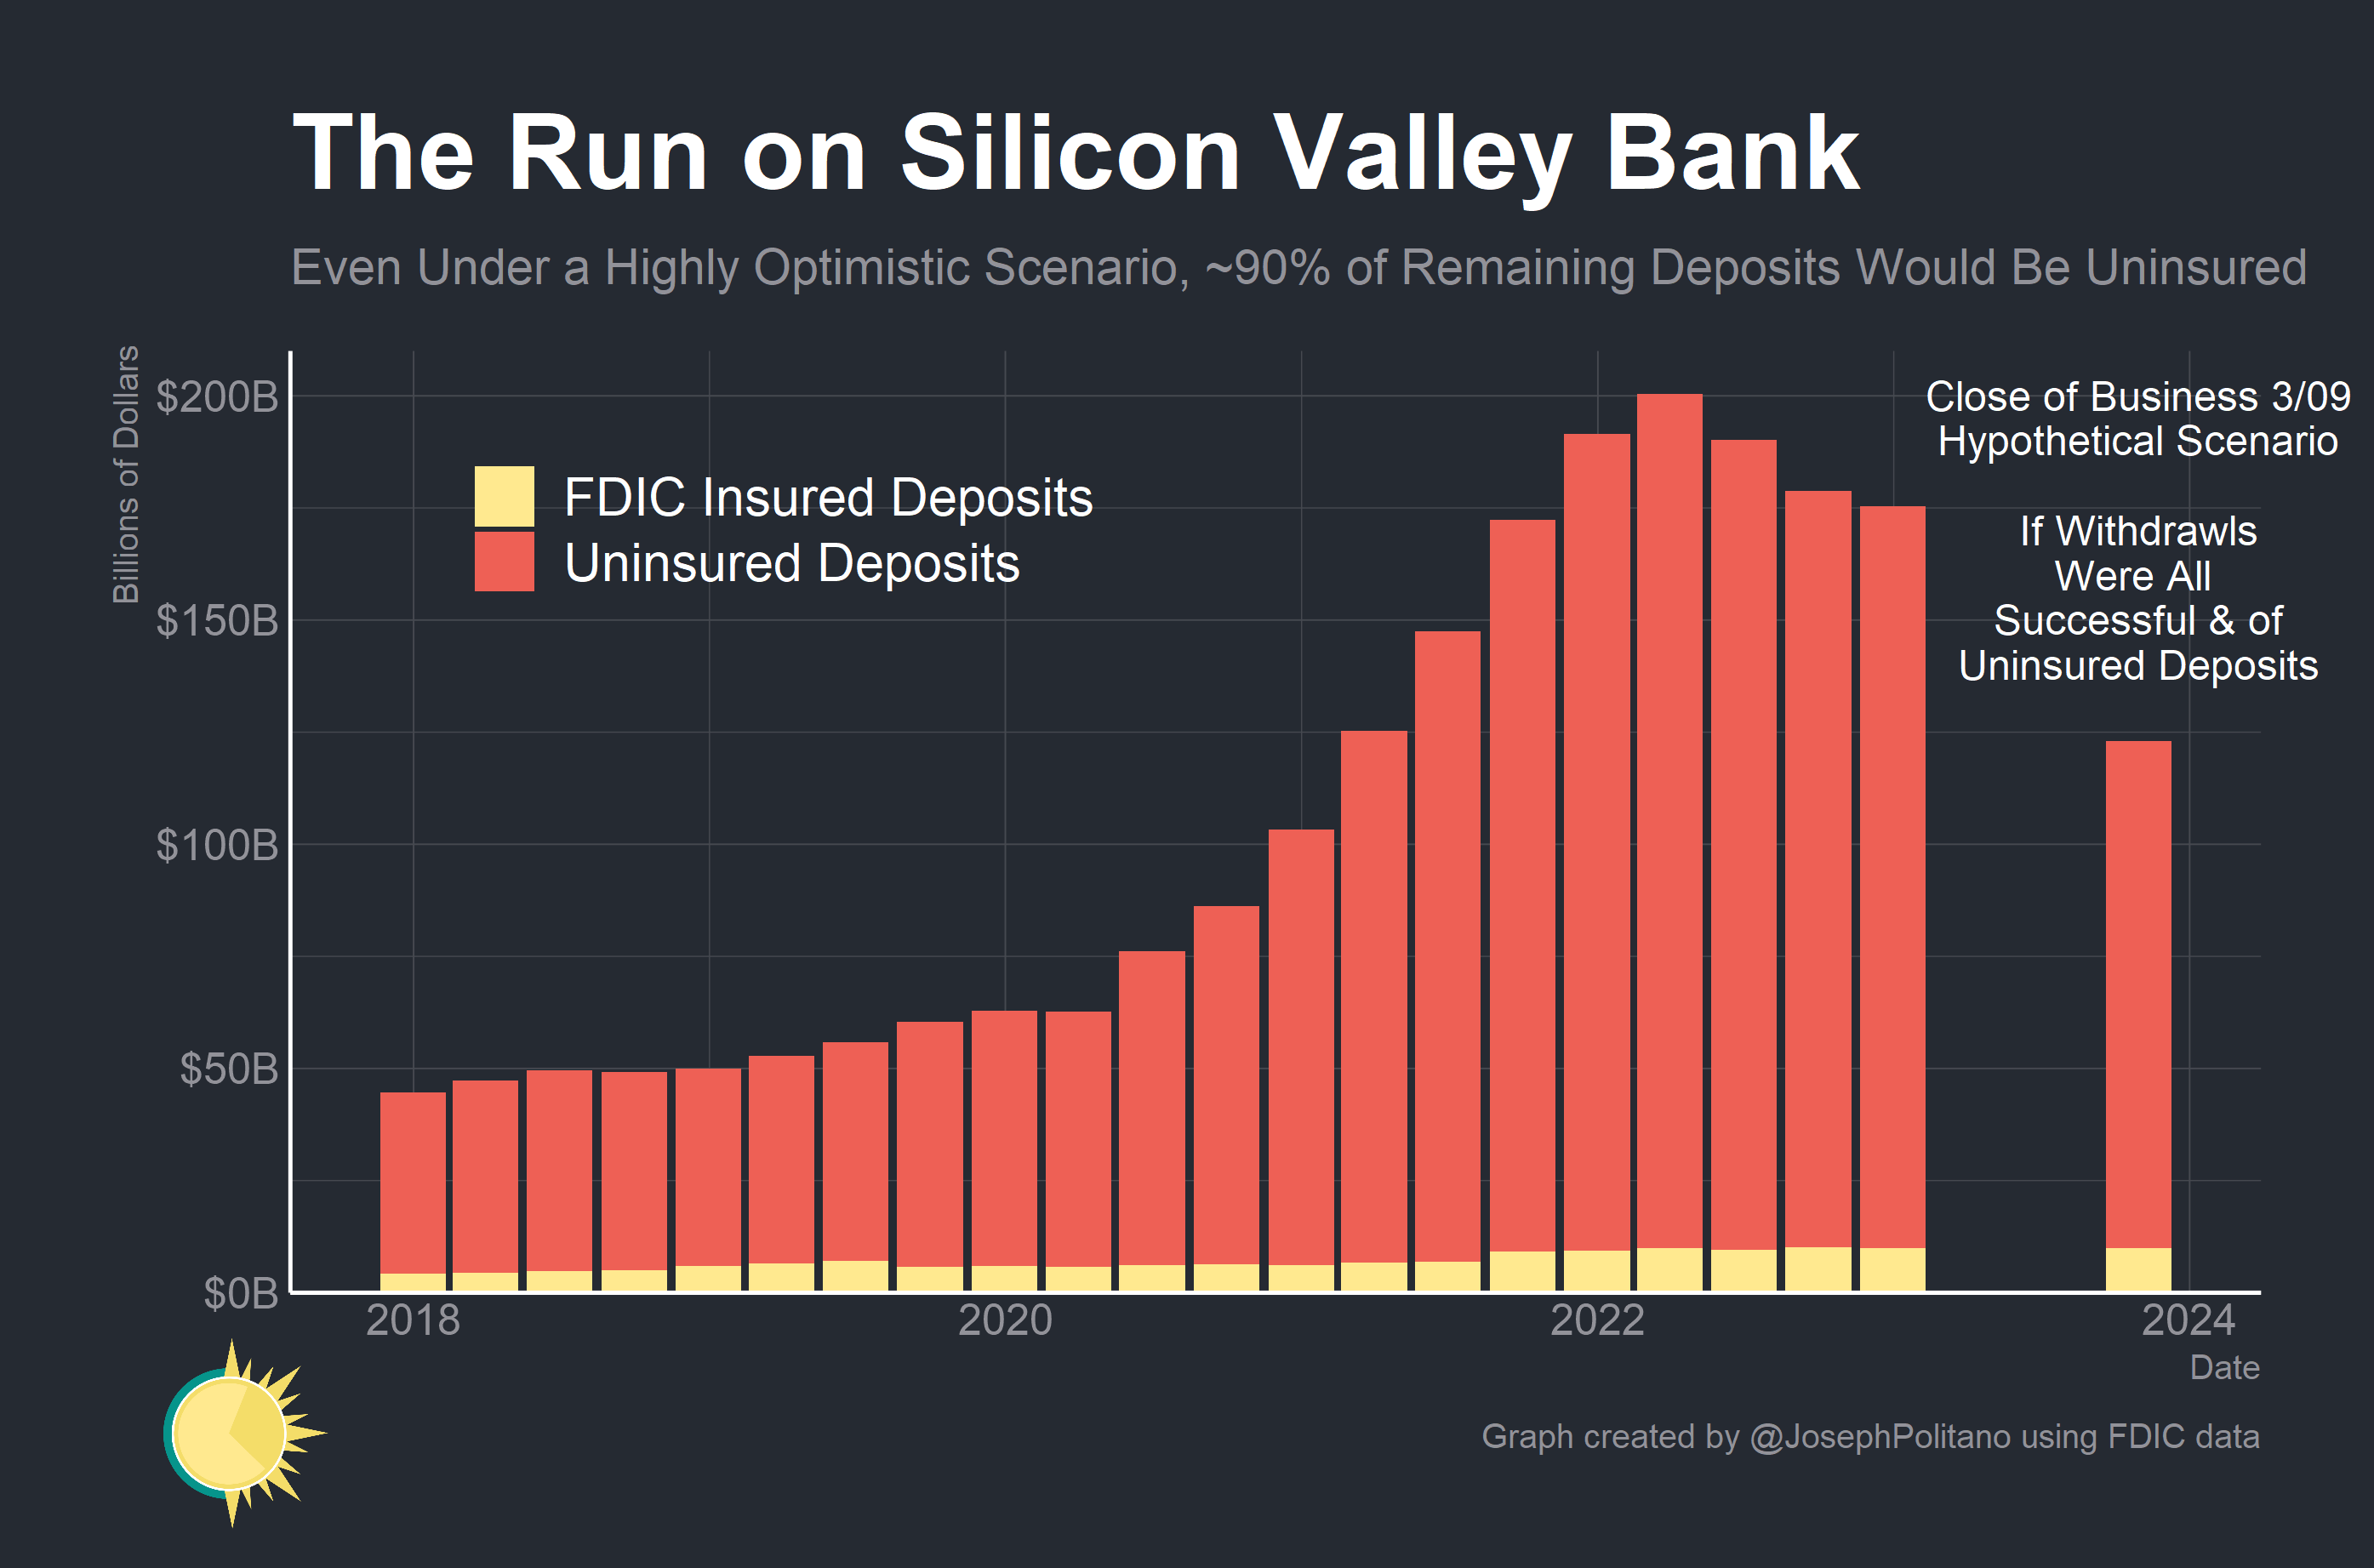 The Run on Silicon Valley Bank
Even Under a Highly Optimistic Scenario, ~90% of Remaining Deposits Would Be Uninsured
Billions of Dollars
$200B
$150B
$100B
$50B
$0B
FDIC Insured Deposits
Uninsured Deposits
Close of Business 3/09
Hypothetical Scenario
If Withdrawls
Were All
Successful & of
Uninsured Deposits
2018
2020
2022
2024
Date
Graph created by @JosephPolitano using FDIC data